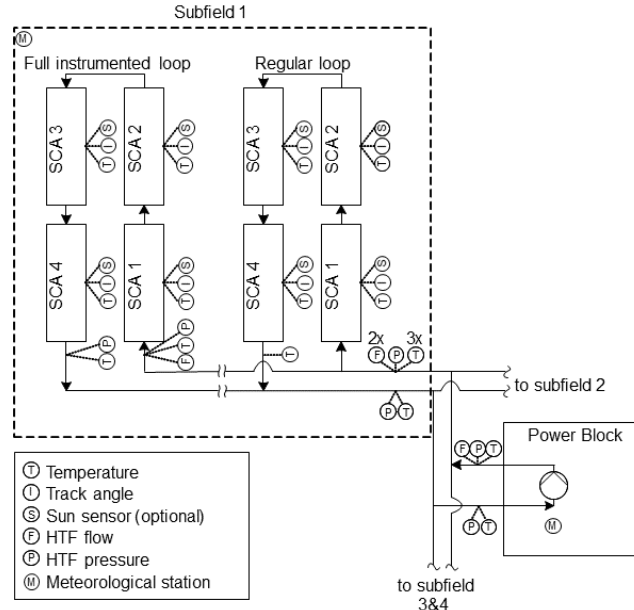 Subfield 1
M
Full instrumented loop
Regular loop
SCA 3
S
I
T
SCA 2
S
I
T
SCA 3
S
I
T
SCA 2
S
I
T
SCA 4
S
I
T
SCA 1
S
I
T
SCA 4
S
I
T
SCA 1
S
I
T
P
T
P
T
F
T
2x 3x
F P T
to subfield 2
P T
Power Block
F P T
P T
M
T Temperature
I Track angle
S Sun sensor (optional)
F HTF flow
P HTF pressure
M Meteorological station
to subfield
3&4